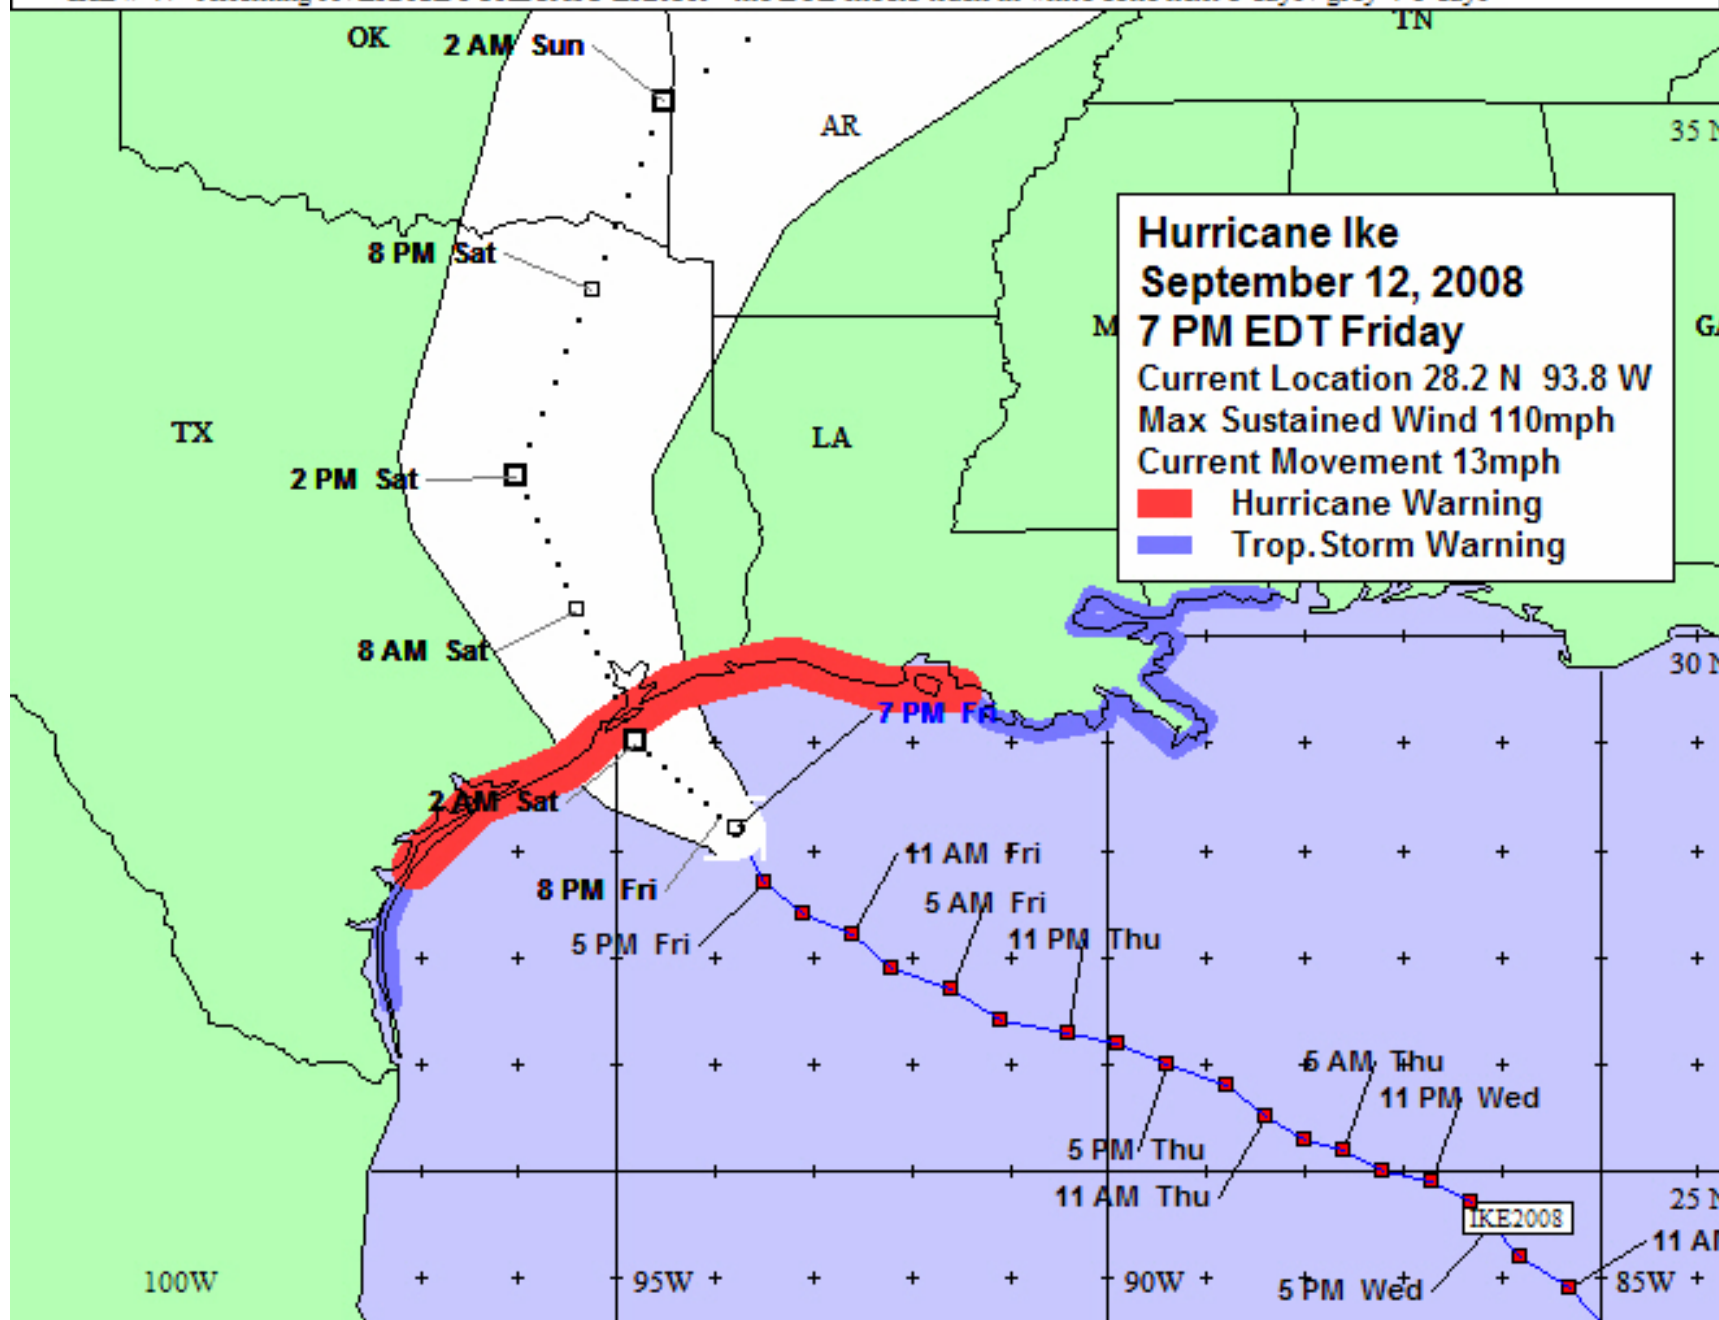 OK
2 AM Sun
TN
AR
35 N
8 PM Sat
Hurricane Ike
September 12, 2008
7 PM EDT Friday
Current Location 28.2 N 93.8 W
Max Sustained Wind 110mph
Current Movement 13mph
Hurricane Warning
Trop.Storm Warning
M
GA
TX
LA
2 PM Sat
8 AM Sat
30 N
7 PM Fri
2 AM Sat
8 PM Fri
11 AM Fri
5 AM Fri
5 PM Fri
11 PM Thu
5 AM Thu
11 PM Wed
5 PM Thu
11 AM Thu
25 N
IKE2008
11 AM
100W
95W
90W
5 PM Wed
85W